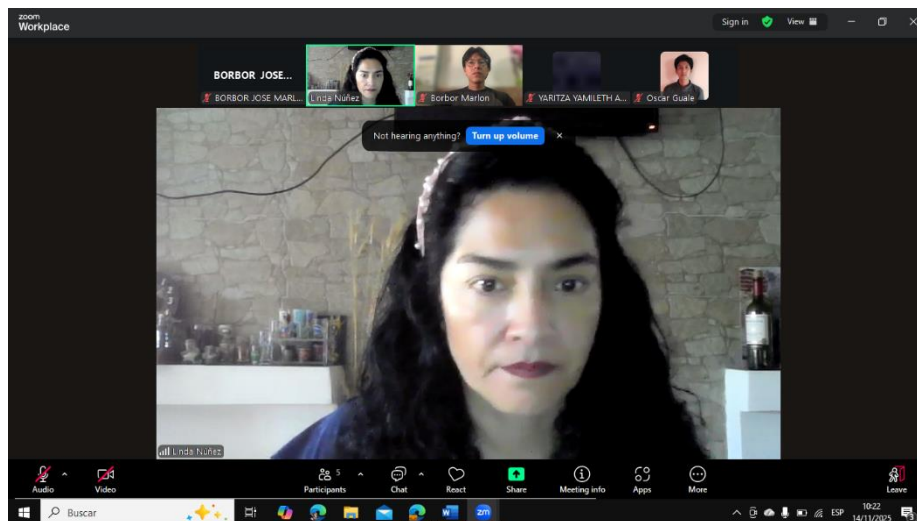 zoom
Workplace
Sign in
View
BORBOR JOSE...
BORBOR JOSE MARL...
Linda Núñez
Borbor Marlon
YARITZA YAMILETH A...
Oscar Guale
Not hearing anything? Turn up volume ×
Linda Núñez
Audio
Video
Participants 5
Chat
React
Share
Meeting info
Apps
More
Leave
Buscar
zm
ESP
10:22
14/11/2025